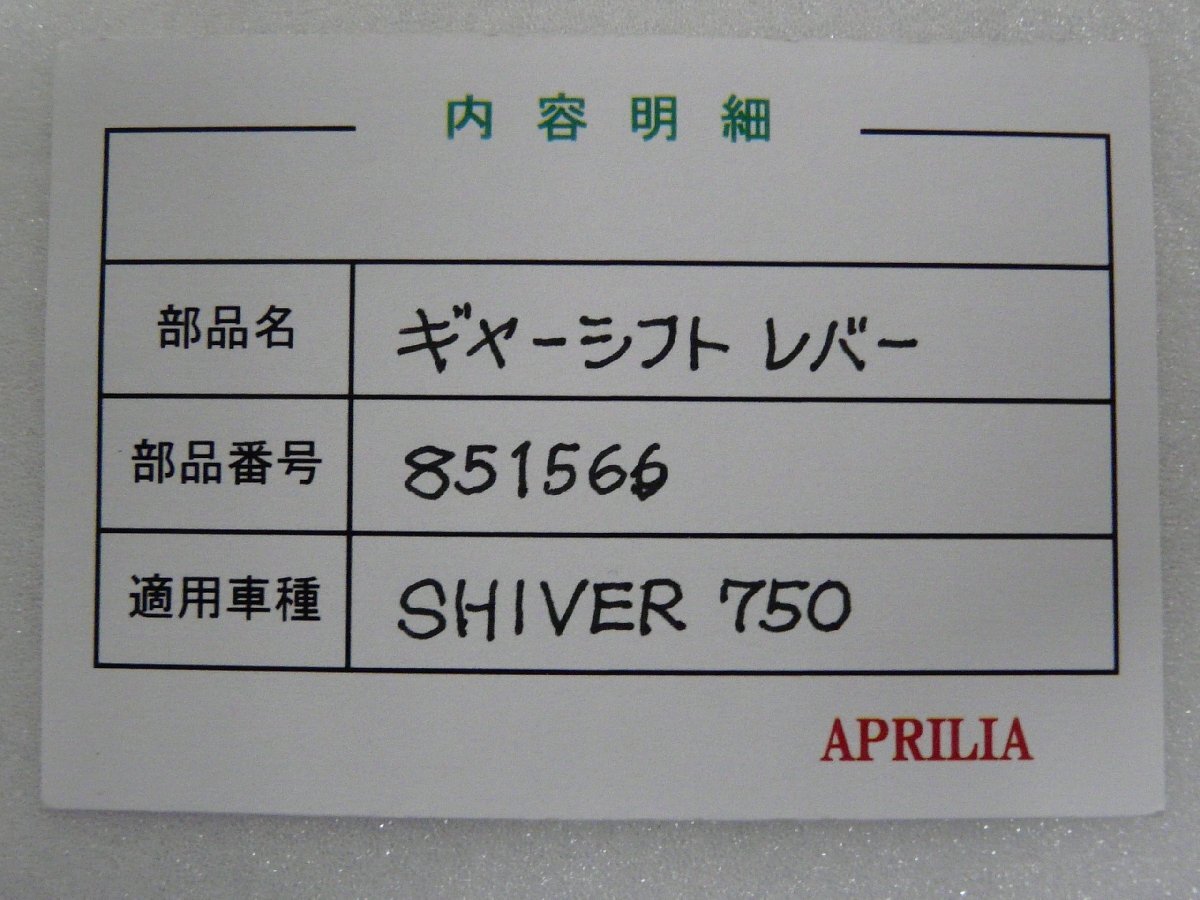 内容明細
部品名 ギヤーシフト レバー
部品番号 851566
適用車種 SHIVER 750
APRILIA